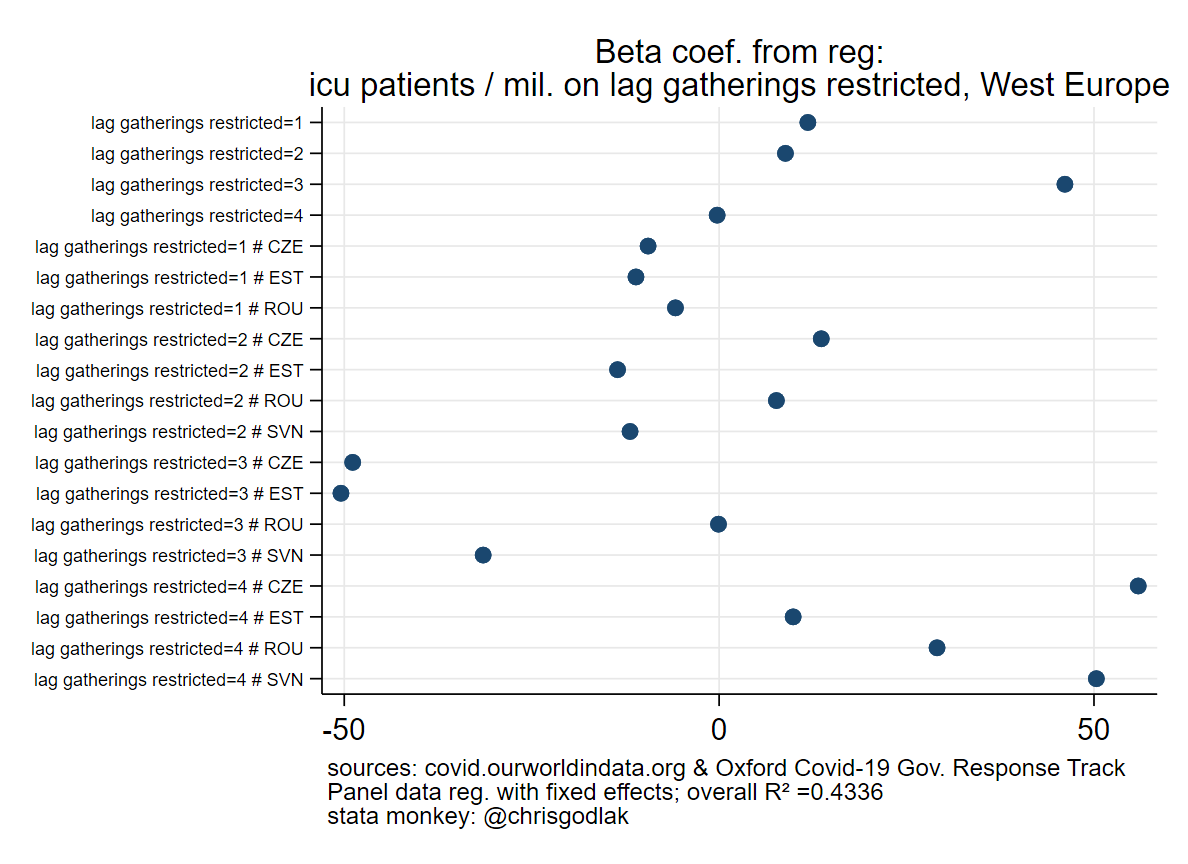 Beta coef. from reg:
icu patients / mil. on lag gatherings restricted, West Europe
lag gatherings restricted=1
lag gatherings restricted=2
lag gatherings restricted=3
lag gatherings restricted=4
lag gatherings restricted=1 # CZE
lag gatherings restricted=1 # EST
lag gatherings restricted=1 # ROU
lag gatherings restricted=2 # CZE
lag gatherings restricted=2 # EST
lag gatherings restricted=2 # ROU
lag gatherings restricted=2 # SVN
lag gatherings restricted=3 # CZE
lag gatherings restricted=3 # EST
lag gatherings restricted=3 # ROU
lag gatherings restricted=3 # SVN
lag gatherings restricted=4 # CZE
lag gatherings restricted=4 # EST
lag gatherings restricted=4 # ROU
lag gatherings restricted=4 # SVN
-50 0 50
sources: covid.ourworldindata.org & Oxford Covid-19 Gov. Response Track
Panel data reg. with fixed effects; overall R² =0.4336
stata monkey: @chrisgodlak